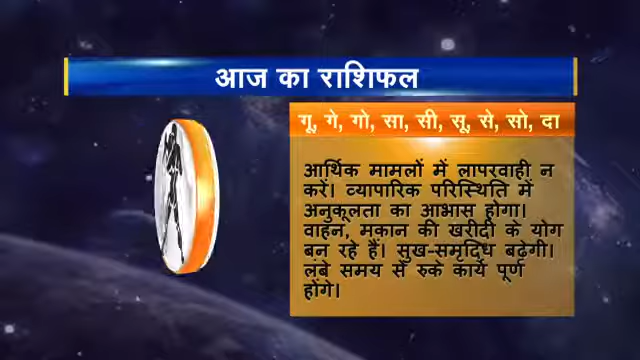 आज का राशिफल
गू, गे, गो, सा, सी, सू, से, सो, दा
आर्थिक मामलों में लापरवाही न
करें। व्यापारिक परिस्थिति में
अनुकूलता का आभास होगा।
वाहन, मकान की खरीदी के योग
बन रहे हैं। सुख-समृद्धि बढ़ेगी।
लंबे समय से रुके कार्य पूर्ण
होंगे।